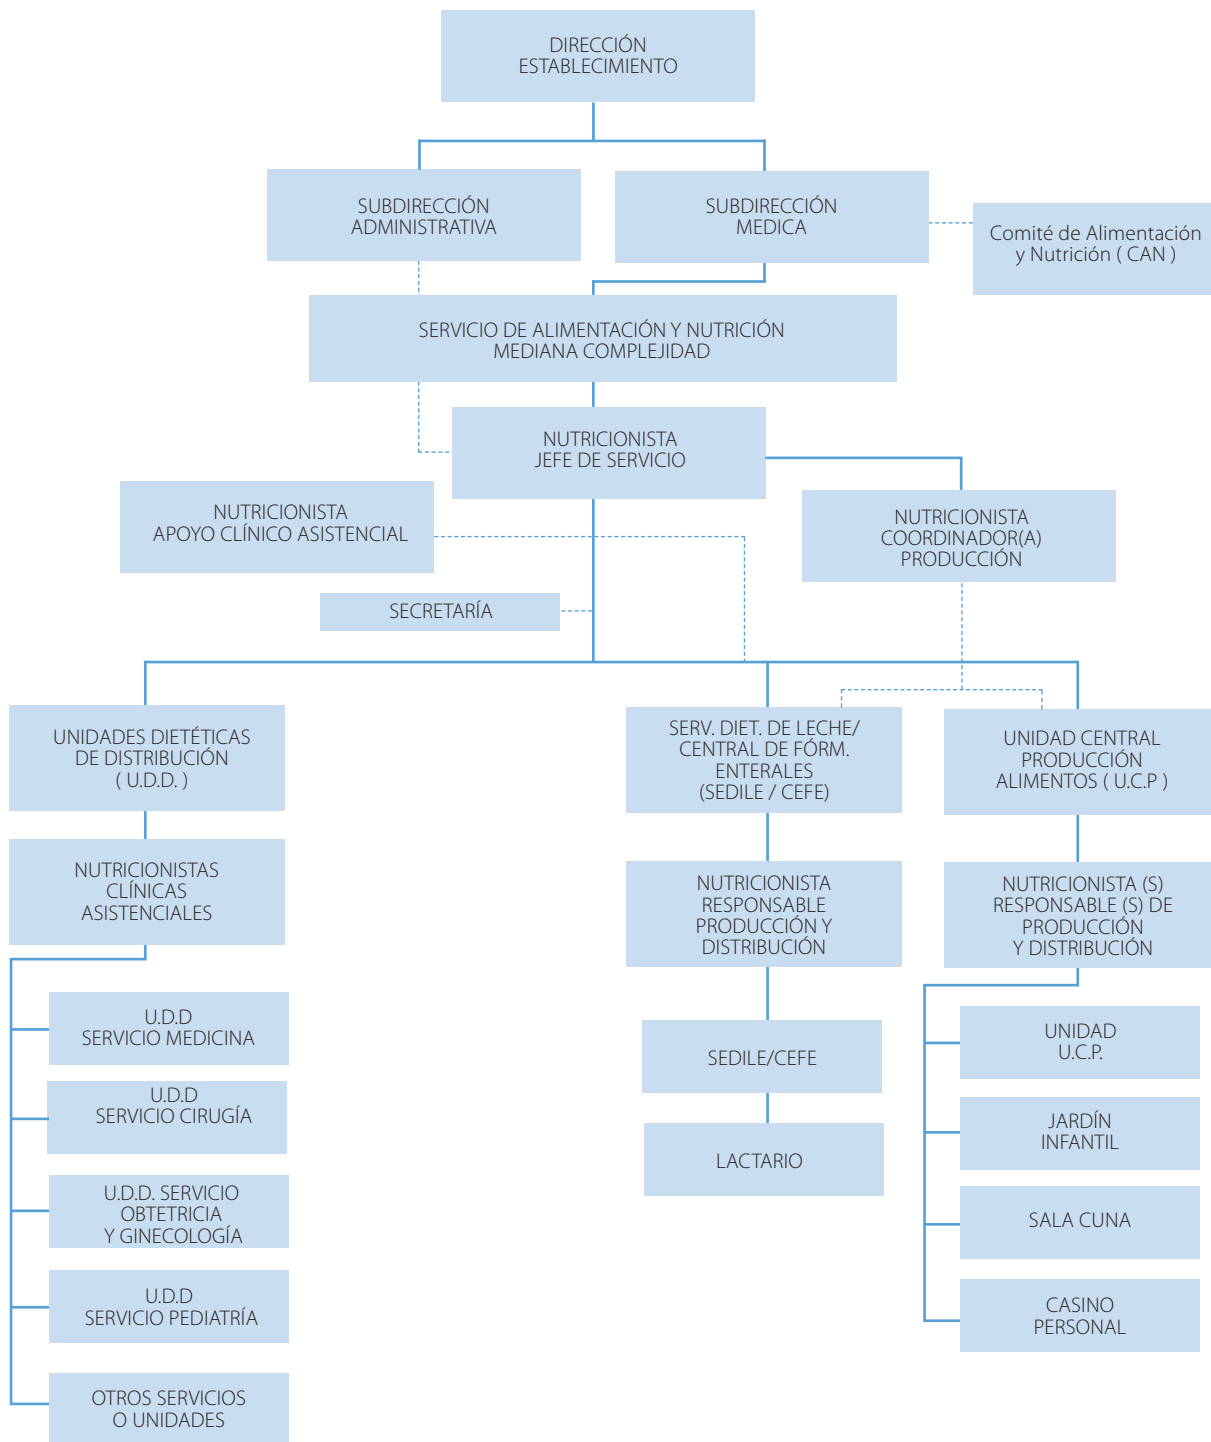 DIRECCIÓN
ESTABLECIMIENTO
SUBDIRECCIÓN
ADMINISTRATIVA
SUBDIRECCIÓN
MEDICA
Comité de Alimentación
y Nutrición ( CAN )
SERVICIO DE ALIMENTACIÓN Y NUTRICIÓN
MEDIANA COMPLEJIDAD
NUTRICIONISTA
JEFE DE SERVICIO
NUTRICIONISTA
APOYO CLÍNICO ASISTENCIAL
NUTRICIONISTA
COORDINADOR(A)
PRODUCCIÓN
SECRETARÍA
UNIDADES DIETÉTICAS
DE DISTRIBUCIÓN
( U.D.D. )
SERV. DIET. DE LECHE/
CENTRAL DE FÓRM.
ENTERALES
(SEDILE / CEFE)
UNIDAD CENTRAL
PRODUCCIÓN
ALIMENTOS ( U.C.P )
NUTRICIONISTAS
CLÍNICAS
ASISTENCIALES
NUTRICIONISTA
RESPONSABLE
PRODUCCIÓN Y
DISTRIBUCIÓN
NUTRICIONISTA (S)
RESPONSABLE (S) DE
PRODUCCIÓN
Y DISTRIBUCIÓN
U.D.D
SERVICIO MEDICINA
U.D.D
SERVICIO CIRUGÍA
U.D.D. SERVICIO
OBTETRICIA
Y GINECOLOGÍA
U.D.D
SERVICIO PEDIATRÍA
OTROS SERVICIOS
O UNIDADES
SEDILE/CEFE
LACTARIO
UNIDAD
U.C.P.
JARDÍN
INFANTIL
SALA CUNA
CASINO
PERSONAL